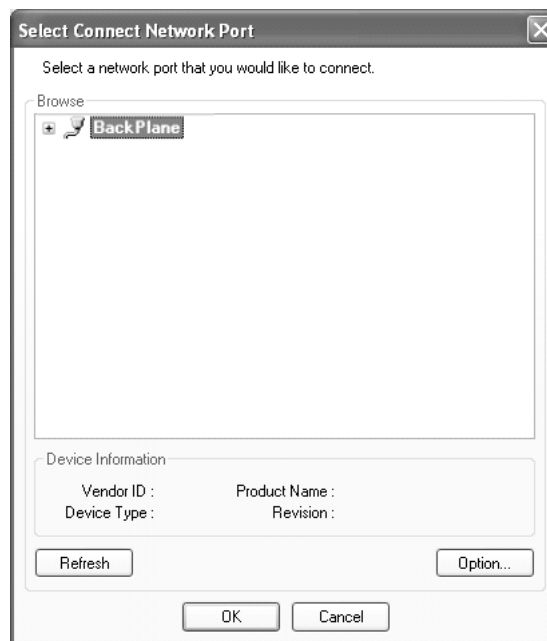 Select Connect Network Port
Select a network port that you would like to connect.
Browse
BackPlane
Device Information
Vendor ID :
Product Name :
Device Type :
Revision :
Refresh
Option...
OK
Cancel